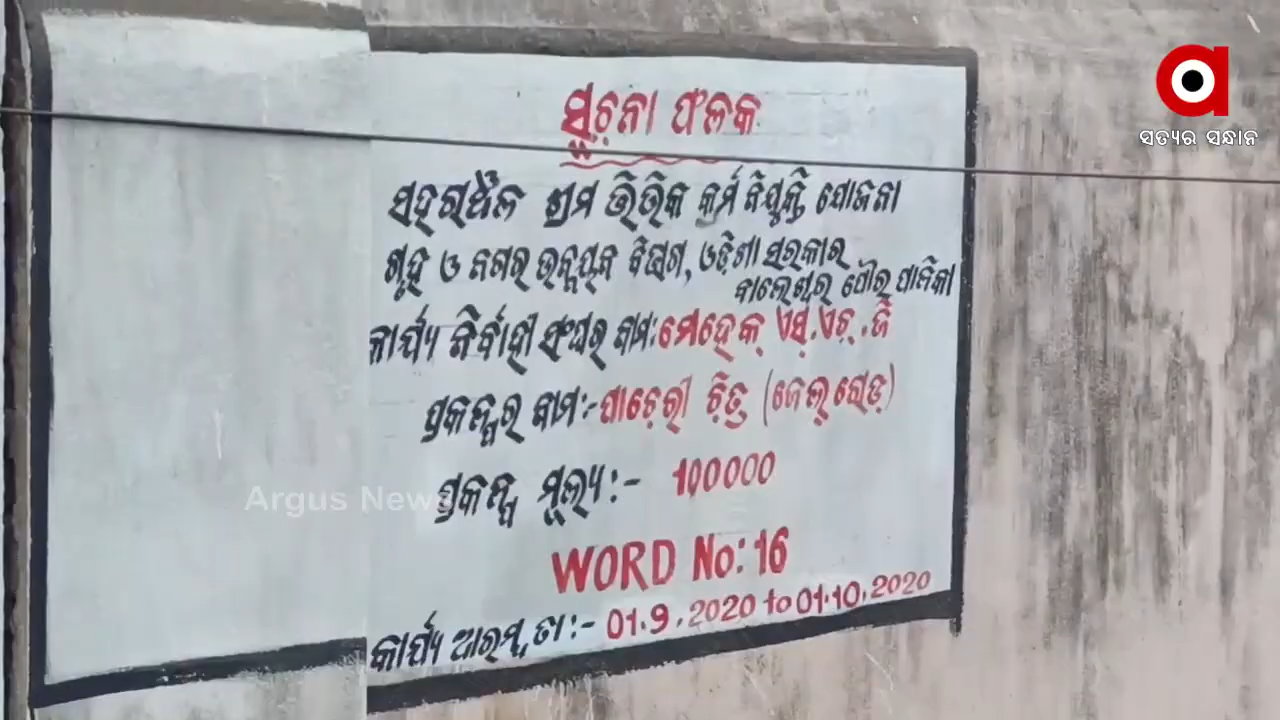 ସୂଚନା ଫଳକ
ସହରାଞ୍ଚଳ ଶ୍ରମ ଭିତ୍ତିକ କର୍ମ ନିଯୁକ୍ତି ଯୋଜନା
ଗୃହ ଓ ନଗର ଉନ୍ନୟନ ବିଭାଗ, ଓଡ଼ିଶା ସରକାର
ବାଲେଶ୍ୱର ପୌର ପାଳିକା
କାର୍ଯ୍ୟ ନିର୍ବାହୀ ସଂଘର ନାମ: ମୋହେକ୍ ଏସ୍.ଏଚ୍.ଜି
ପ୍ରକଳ୍ପର ନାମ:- ପାଚେରୀ ଚିତ୍ର (ଜେଲ୍ ରୋଡ଼)
ପ୍ରକଳ୍ପ ମୂଲ୍ୟ:- 100000
WORD No: 16
କାର୍ଯ୍ୟ ଆରମ୍ଭ ତା:- 01.9.2020 to 01.10.2020
ସତ୍ୟର ସନ୍ଧାନ
Argus News